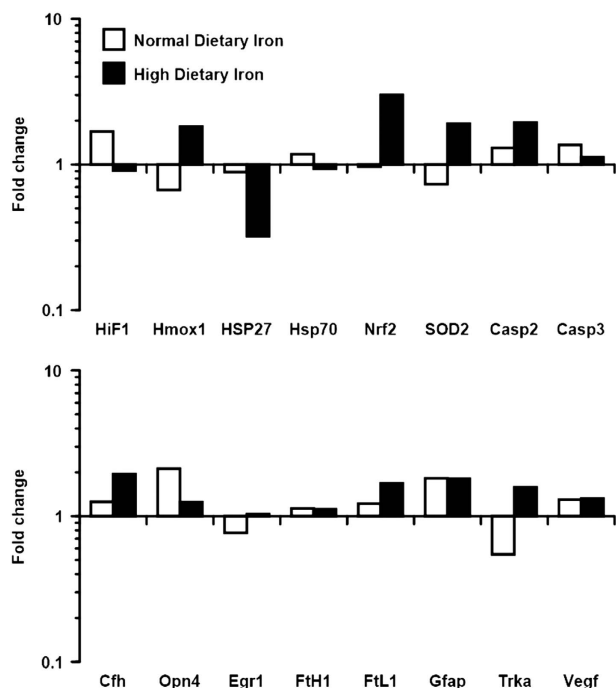 10
Normal Dietary Iron
High Dietary Iron
Fold change
1
0.1
HiF1 Hmox1 HSP27 Hsp70 Nrf2 SOD2 Casp2 Casp3
10
Fold change
1
0.1
Cfh Opn4 Egr1 FtH1 FtL1 Gfap Trka Vegf